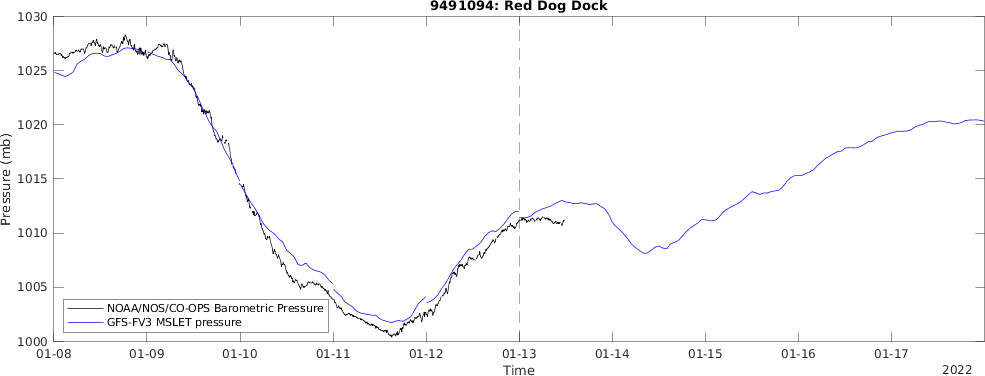 9491094: Red Dog Dock
Pressure (mb)
1030
1025
1020
1015
1010
1005
1000
NOAA/NOS/CO-OPS Barometric Pressure
GFS-FV3 MSLET pressure
01-08 01-09 01-10 01-11 01-12 01-13 01-14 01-15 01-16 01-17
Time
2022